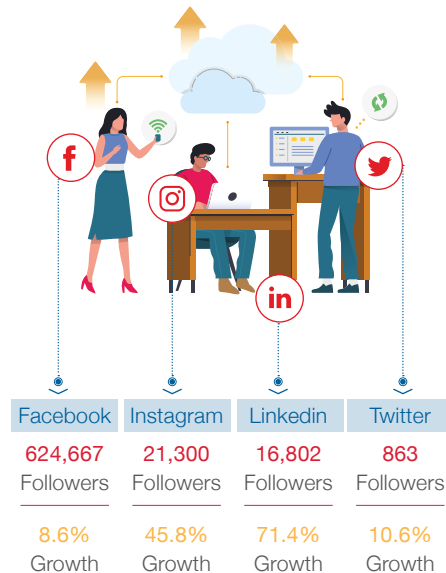 f
in
Facebook Instagram Linkedin Twitter
624,667 21,300 16,802 863
Followers Followers Followers Followers
8.6% 45.8% 71.4% 10.6%
Growth Growth Growth Growth